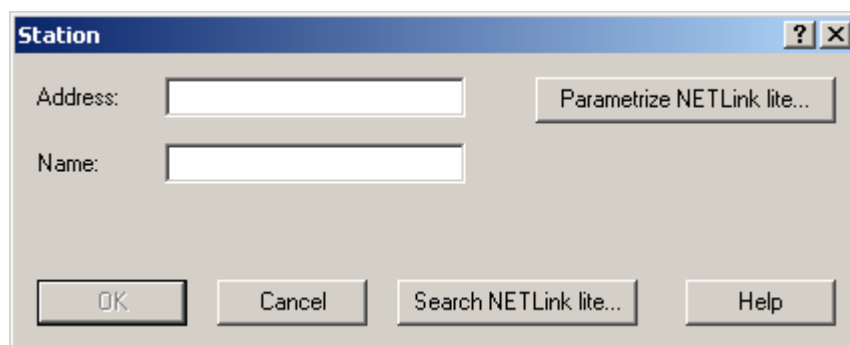 Station
Address:
Parametrize NETLink lite...
Name:
OK
Cancel
Search NETLink lite...
Help